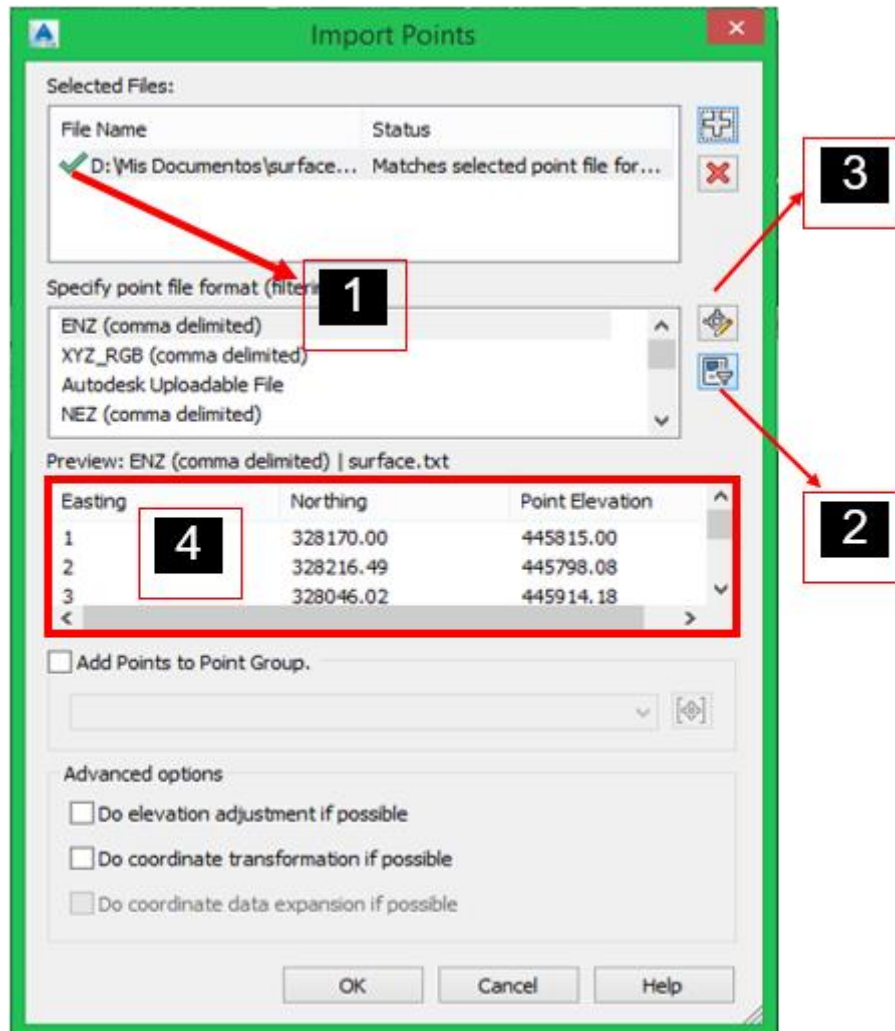 Import Points
Selected Files:
File Name Status
D:\Mis Documentos\surface... Matches selected point file for...
3
1
Specify point file format (filterin
ENZ (comma delimited)
XYZ_RGB (comma delimited)
Autodesk Uploadable File
NEZ (comma delimited)
Preview: ENZ (comma delimited) | surface.txt
Easting Northing Point Elevation
1 328170.00 445815.00
2 328216.49 445798.08
3 328046.02 445914.18
4
2
Add Points to Point Group.
Advanced options
Do elevation adjustment if possible
Do coordinate transformation if possible
Do coordinate data expansion if possible
OK Cancel Help